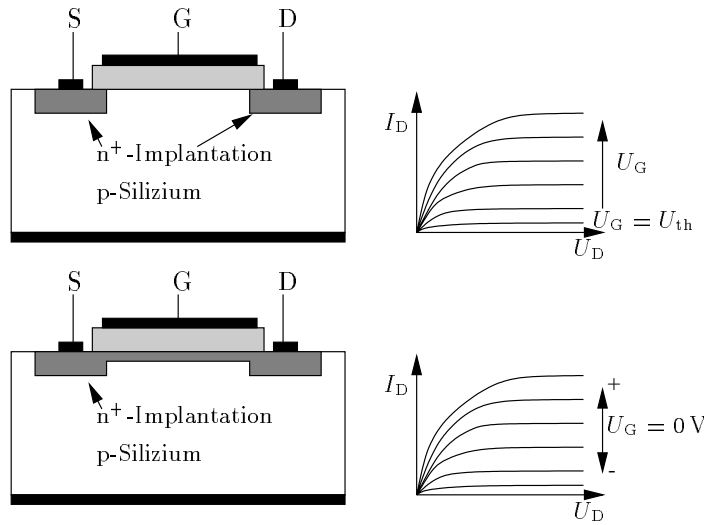 S G D
n⁺-Implantation
p-Silizium
I_D
U_G
U_G = U_th
U_D
S G D
n⁺-Implantation
p-Silizium
I_D
+
U_G = 0 V
-
U_D